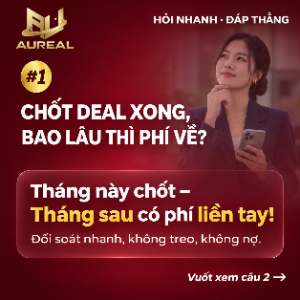 AUREAL
HỎI NHANH · ĐÁP THẲNG
#1
CHỐT DEAL XONG,
BAO LÂU THÌ PHÍ VỀ?
Tháng này chốt –
Tháng sau có phí liền tay!
Đối soát nhanh, không treo, không nợ.
Vuốt xem câu 2 →